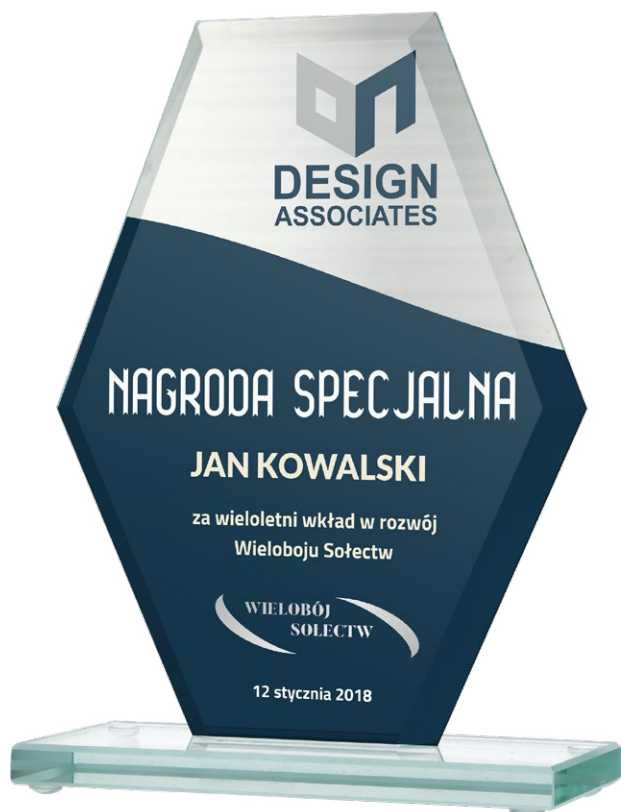 DESIGN
ASSOCIATES
NAGRODA SPECJALNA
JAN KOWALSKI
za wieloletni wkład w rozwój
Wieloboju Sołectw
WIELOBÓJ
SOŁECTW
12 stycznia 2018